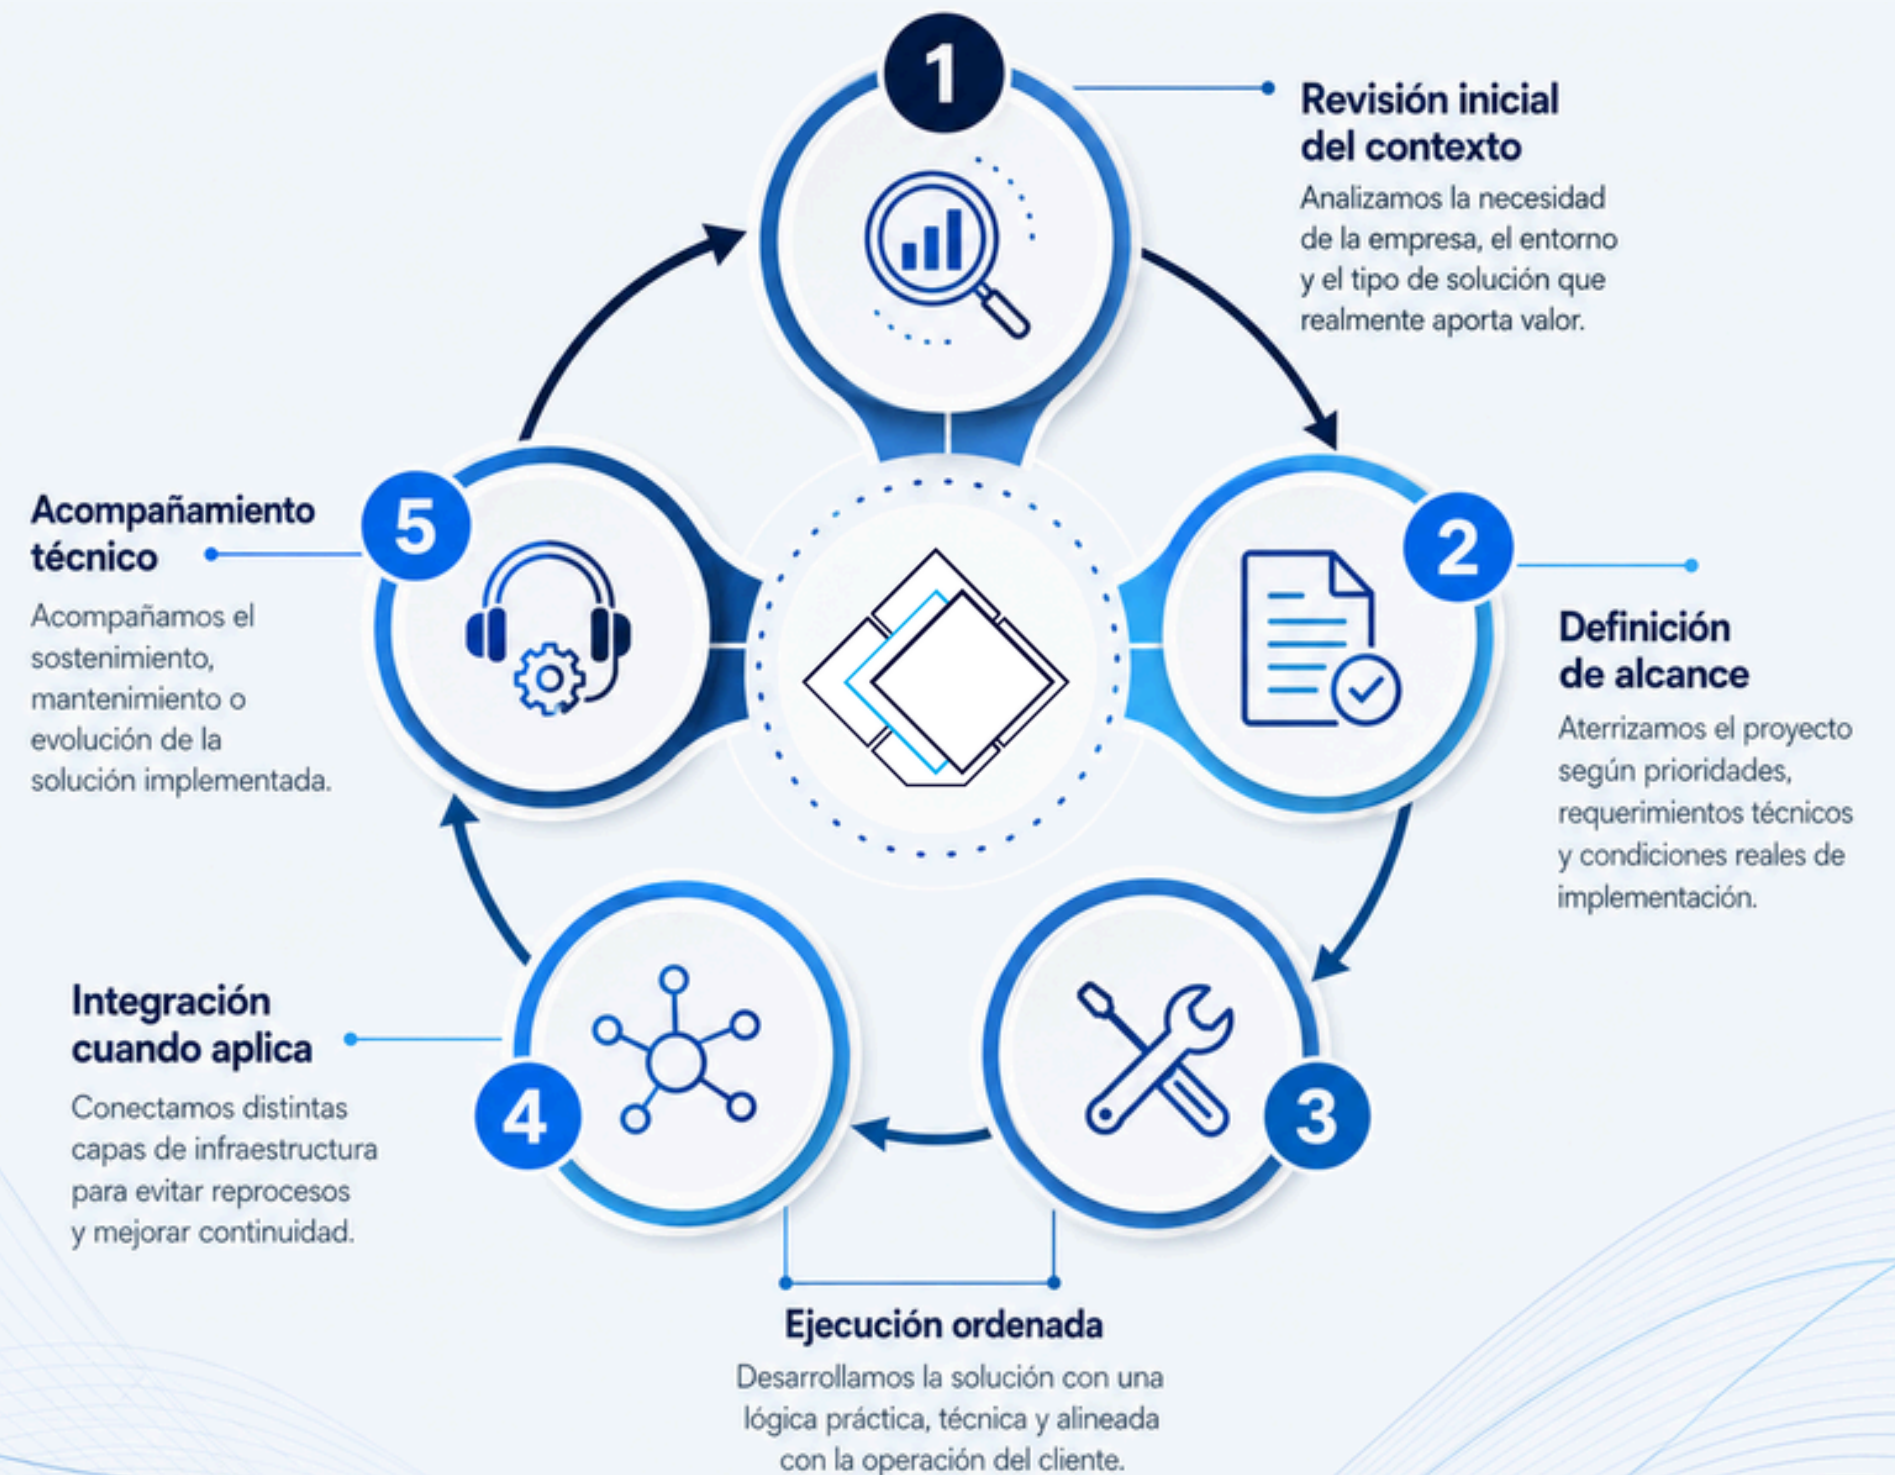 1
Revisión inicial
del contexto
Analizamos la necesidad
de la empresa, el entorno
y el tipo de solución que
realmente aporta valor.
2
Definición
de alcance
Aterrizamos el proyecto
según prioridades,
requerimientos técnicos
y condiciones reales de
implementación.
3
Ejecución ordenada
Desarrollamos la solución con una
lógica práctica, técnica y alineada
con la operación del cliente.
4
Integración
cuando aplica
Conectamos distintas
capas de infraestructura
para evitar reprocesos
y mejorar continuidad.
5
Acompañamiento
técnico
Acompañamos el
sostenimiento,
mantenimiento o
evolución de la
solución implementada.